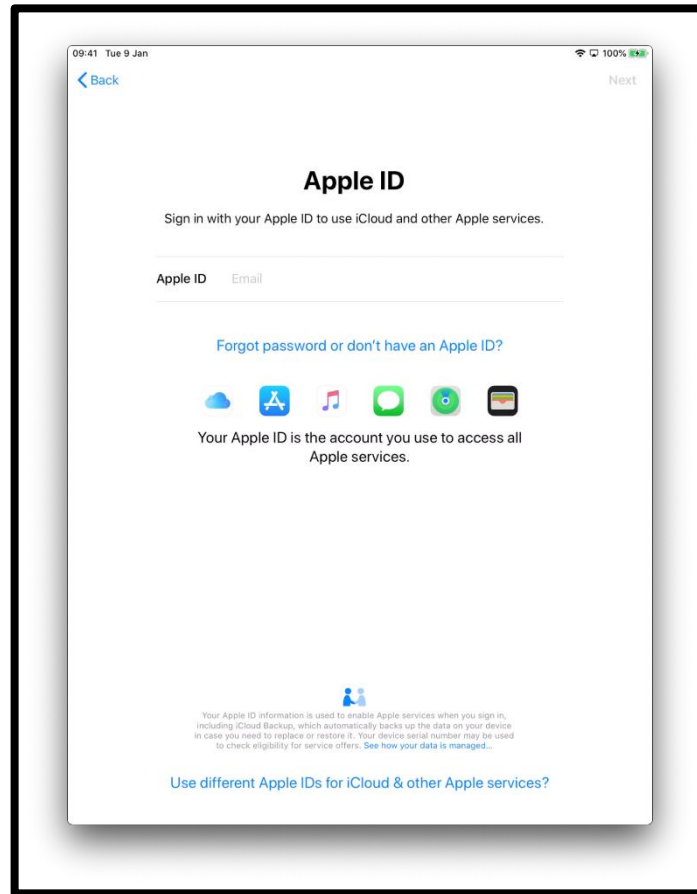 09:41 Tue 9 Jan 100%
Back Next
Apple ID
Sign in with your Apple ID to use iCloud and other Apple services.
Apple ID Email
Forgot password or don't have an Apple ID?
Your Apple ID is the account you use to access all
Apple services.
Your Apple ID information is used to enable Apple services when you sign in,
including iCloud Backup, which automatically backs up the data on your device
in case you need to replace or restore it. Your device serial number may be used
to check eligibility for service offers. See how your data is managed...
Use different Apple IDs for iCloud & other Apple services?